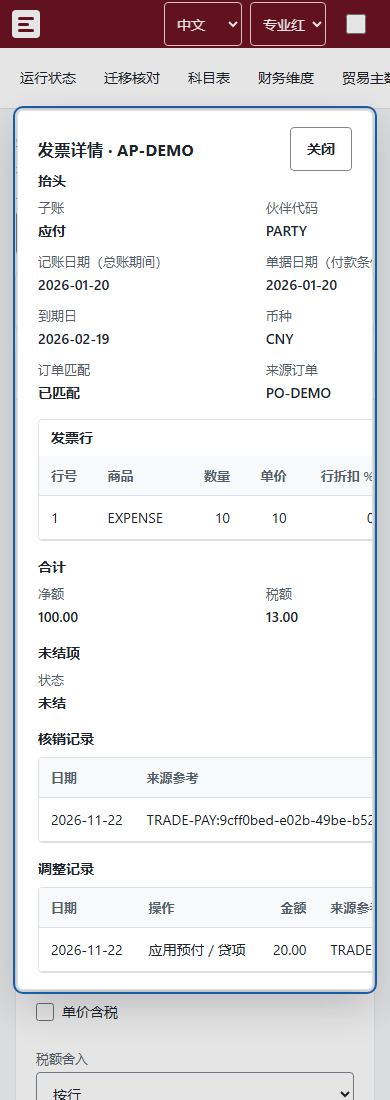 中文 专业红
运行状态 迁移核对 科目表 财务维度 贸易主数
发票详情 · AP-DEMO 关闭
抬头
子账 伙伴代码
应付 PARTY
记账日期（总账期间） 单据日期（付款条
2026-01-20 2026-01-20
到期日 币种
2026-02-19 CNY
订单匹配 来源订单
已匹配 PO-DEMO
发票行
行号 商品 数量 单价 行折扣 %
1 EXPENSE 10 10 0
合计
净额 税额
100.00 13.00
未结项
状态
未结
核销记录
日期 来源参考
2026-11-22 TRADE-PAY:9cff0bed-e02b-49be-b52
调整记录
日期 操作 金额 来源参
2026-11-22 应用预付 / 贷项 20.00 TRADE
单价含税
税额舍入
按行